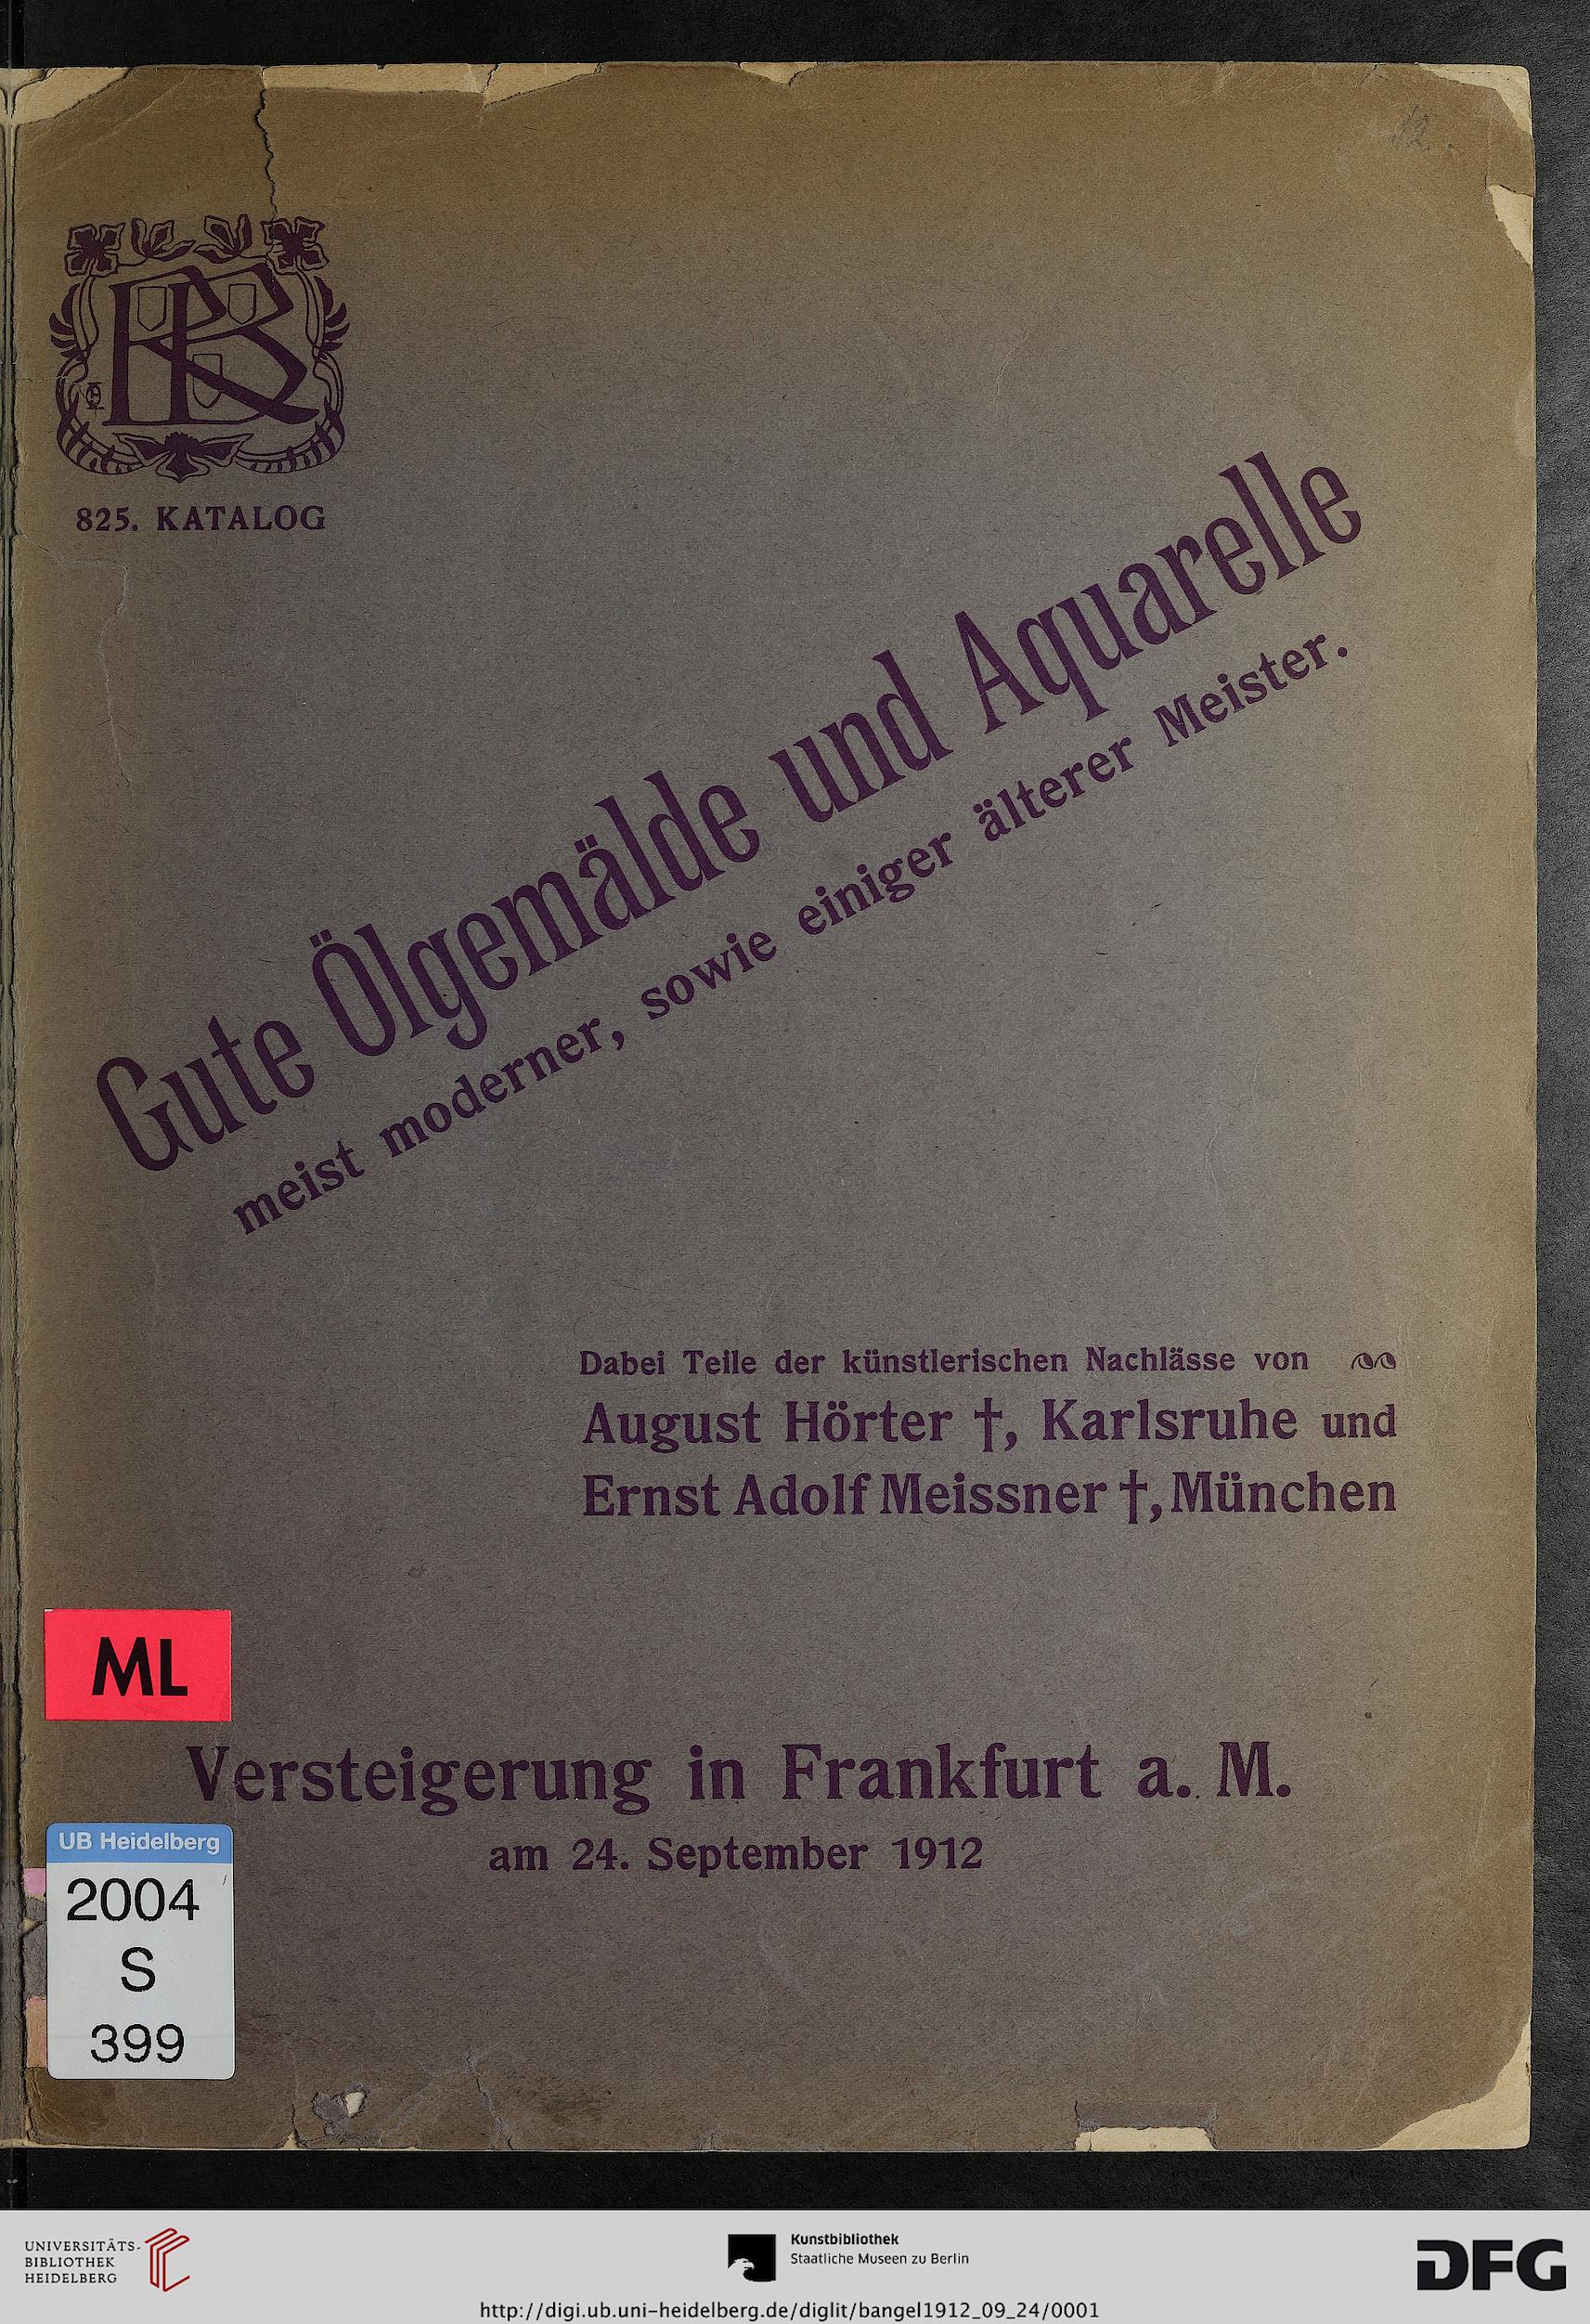 825. KATALOG
Gute Ölgemälde und Aquarelle
meist moderner, sowie einiger älterer Meister.
Dabei Teile der künstlerischen Nachlässe von
August Hörter †, Karlsruhe und
Ernst Adolf Meissner †, München
ML
Versteigerung in Frankfurt a. M.
am 24. September 1912
UB Heidelberg
2004
S
399
UNIVERSITÄTS-
BIBLIOTHEK
HEIDELBERG
Kunstbibliothek
Staatliche Museen zu Berlin
DFG
http://digi.ub.uni-heidelberg.de/diglit/bangel1912_09_24/0001